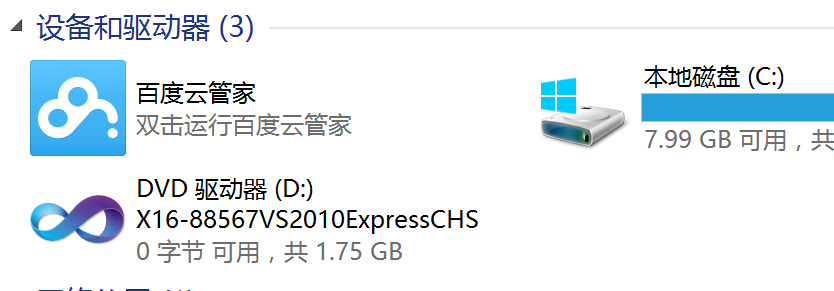 设备和驱动器 (3)
百度云管家
双击运行百度云管家
本地磁盘 (C:)
7.99 GB 可用，共
DVD 驱动器 (D:)
X16-88567VS2010ExpressCHS
0 字节 可用，共 1.75 GB